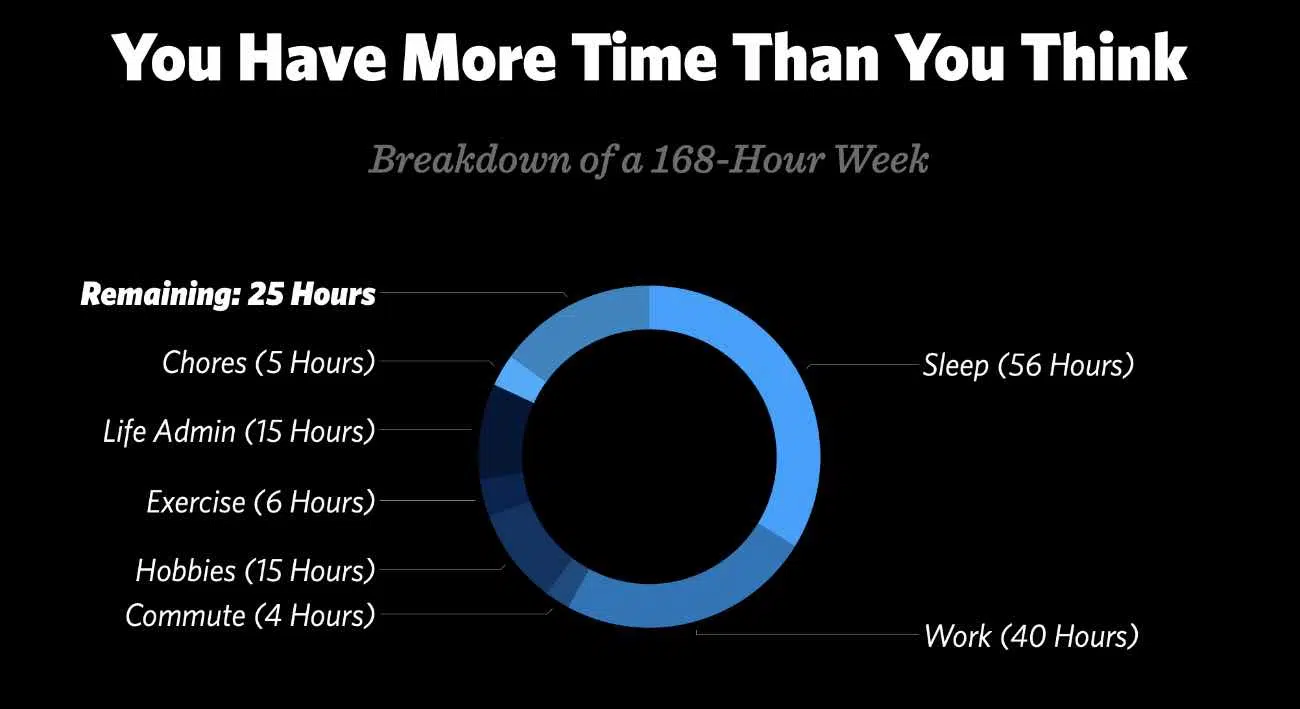 You Have More Time Than You Think
Breakdown of a 168-Hour Week
Remaining: 25 Hours
Chores (5 Hours)
Life Admin (15 Hours)
Exercise (6 Hours)
Hobbies (15 Hours)
Commute (4 Hours)
Sleep (56 Hours)
Work (40 Hours)